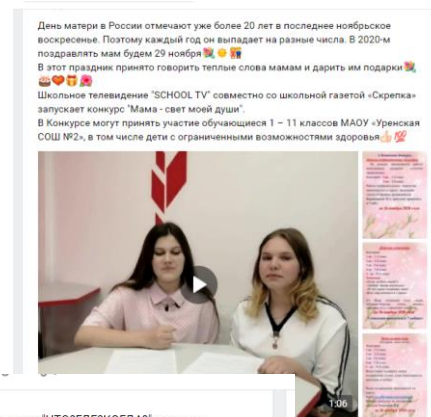 День матери в России отмечают уже более 20 лет в последнее ноябрьское
воскресенье. Поэтому каждый год он выпадает на разные числа. В 2020-м
поздравлять мам будем 29 ноября💐☀️🎁
В этот праздник принято говорить теплые слова мамам и дарить им подарки💐
🎂❤️🎁🌺
Школьное телевидение "SCHOOL TV" совместно со школьной газетой «Скрепка»
запускает конкурс "Мама - свет моей души".
В Конкурсе могут принять участие обучающиеся 1 – 11 классов МАОУ «Уренская
СОШ №2», в том числе дети с ограниченными возможностями здоровья👍💯
1:06